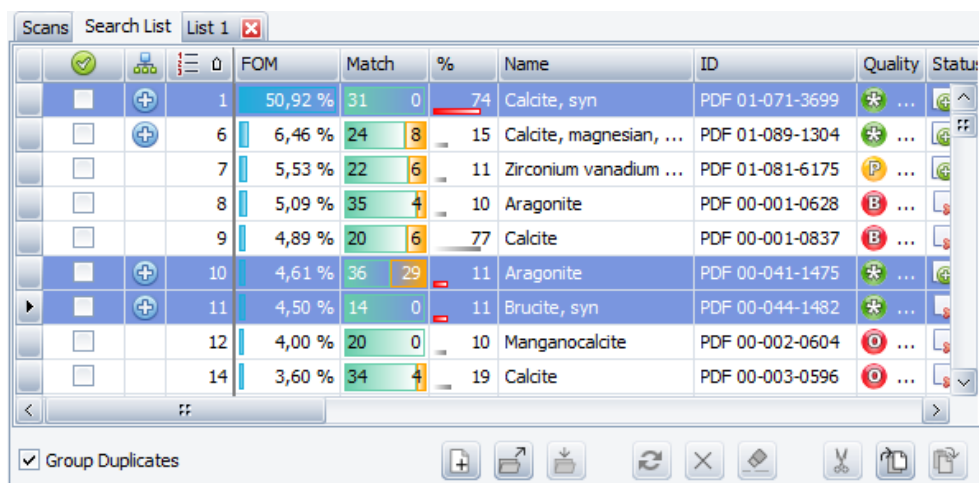 Scans Search List List 1
FOM Match % Name ID Quality Status
1 50,92 % 31 0 74 Calcite, syn PDF 01-071-3699 ...
6 6,46 % 24 8 15 Calcite, magnesian, ... PDF 01-089-1304 ...
7 5,53 % 22 6 11 Zirconium vanadium ... PDF 01-081-6175 P ...
8 5,09 % 35 4 10 Aragonite PDF 00-001-0628 B ...
9 4,89 % 20 6 77 Calcite PDF 00-001-0837 B ...
10 4,61 % 36 29 11 Aragonite PDF 00-041-1475 ...
11 4,50 % 14 0 11 Brucite, syn PDF 00-044-1482 ...
12 4,00 % 20 0 10 Manganocalcite PDF 00-002-0604 O ...
14 3,60 % 34 4 19 Calcite PDF 00-003-0596 O ...
Group Duplicates